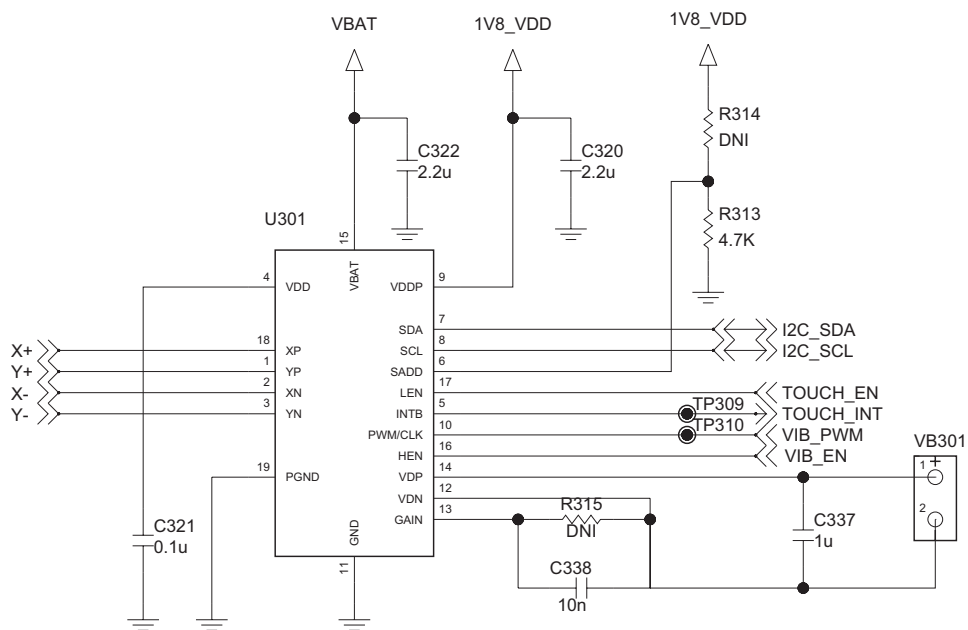 VBAT 1V8_VDD 1V8_VDD
R314
DNI
C322
2.2u
C320
2.2u
R313
4.7K
U301
15
VBAT
4 VDD
VDDP 9
SDA 7
SCL 8
SADD 6
LEN 17
INTB 5
PWM/CLK 10
HEN 16
VDP 14
VDN 12
GAIN 13
X+ 18 XP
Y+ 1 YP
X- 2 XN
Y- 3 YN
19 PGND
GND
11
I2C_SDA
I2C_SCL
TOUCH_EN
TP309 TOUCH_INT
TP310 VIB_PWM
VIB_EN
VB301
1 +
2
R315
DNI
C337
1u
C338
10n
C321
0.1u